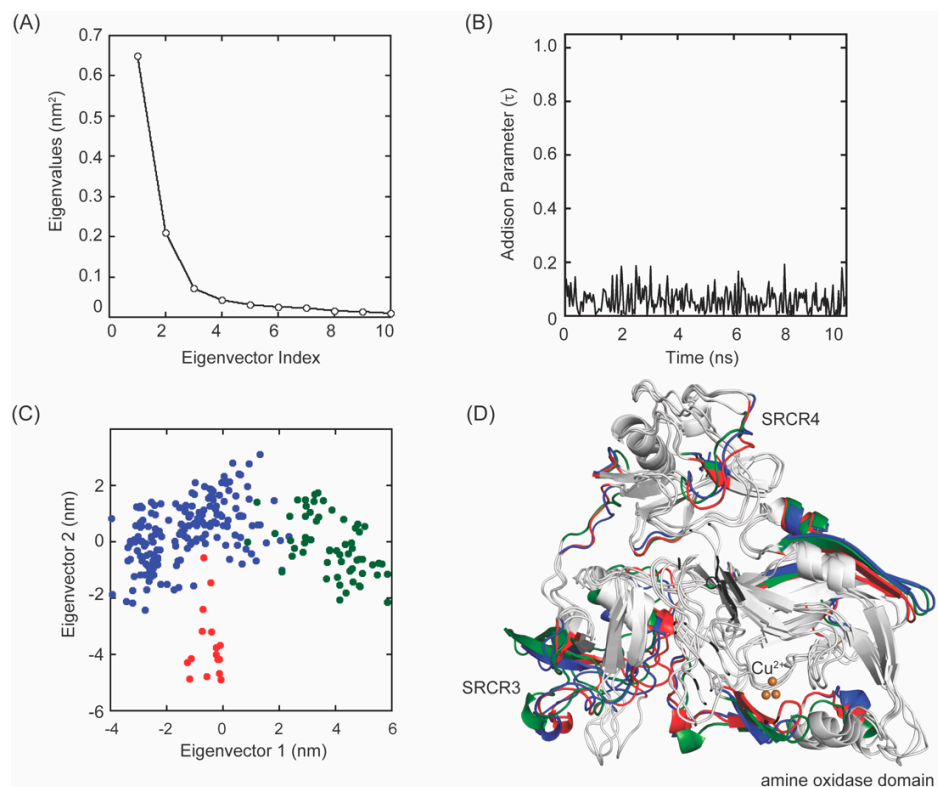 (A)
0.7
0.6
0.5
0.4
0.3
0.2
0.1
0
0 2 4 6 8 10
Eigenvalues (nm²)
Eigenvector Index
(B)
1.0
0.8
0.6
0.4
0.2
0
0 2 4 6 8 10
Addison Parameter (τ)
Time (ns)
(C)
2
0
-2
-4
-6
-4 -2 0 2 4 6
Eigenvector 2 (nm)
Eigenvector 1 (nm)
(D)
SRCR4
SRCR3
Cu²⁺
amine oxidase domain